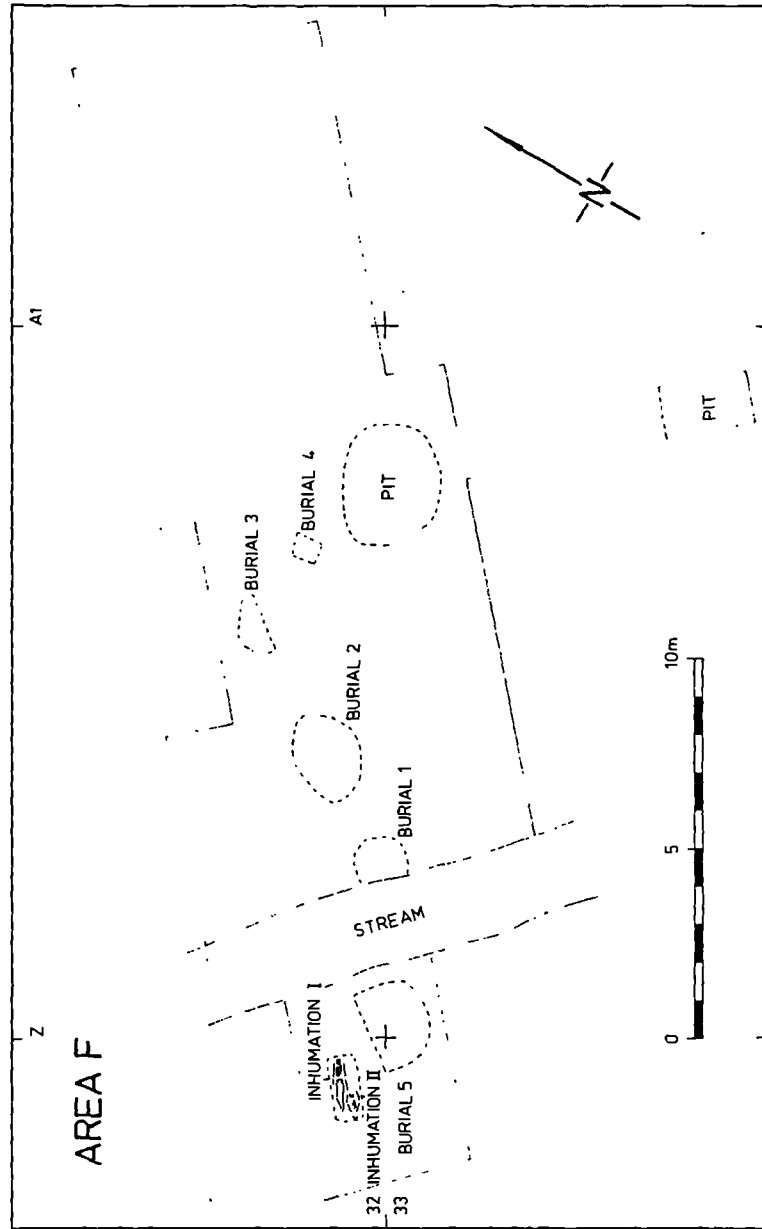 AREA F
Z
A1
INHUMATION I
INHUMATION II
BURIAL 5
32
33
STREAM
BURIAL 1
BURIAL 2
BURIAL 3
BURIAL 4
PIT
PIT
N
0
5
10m